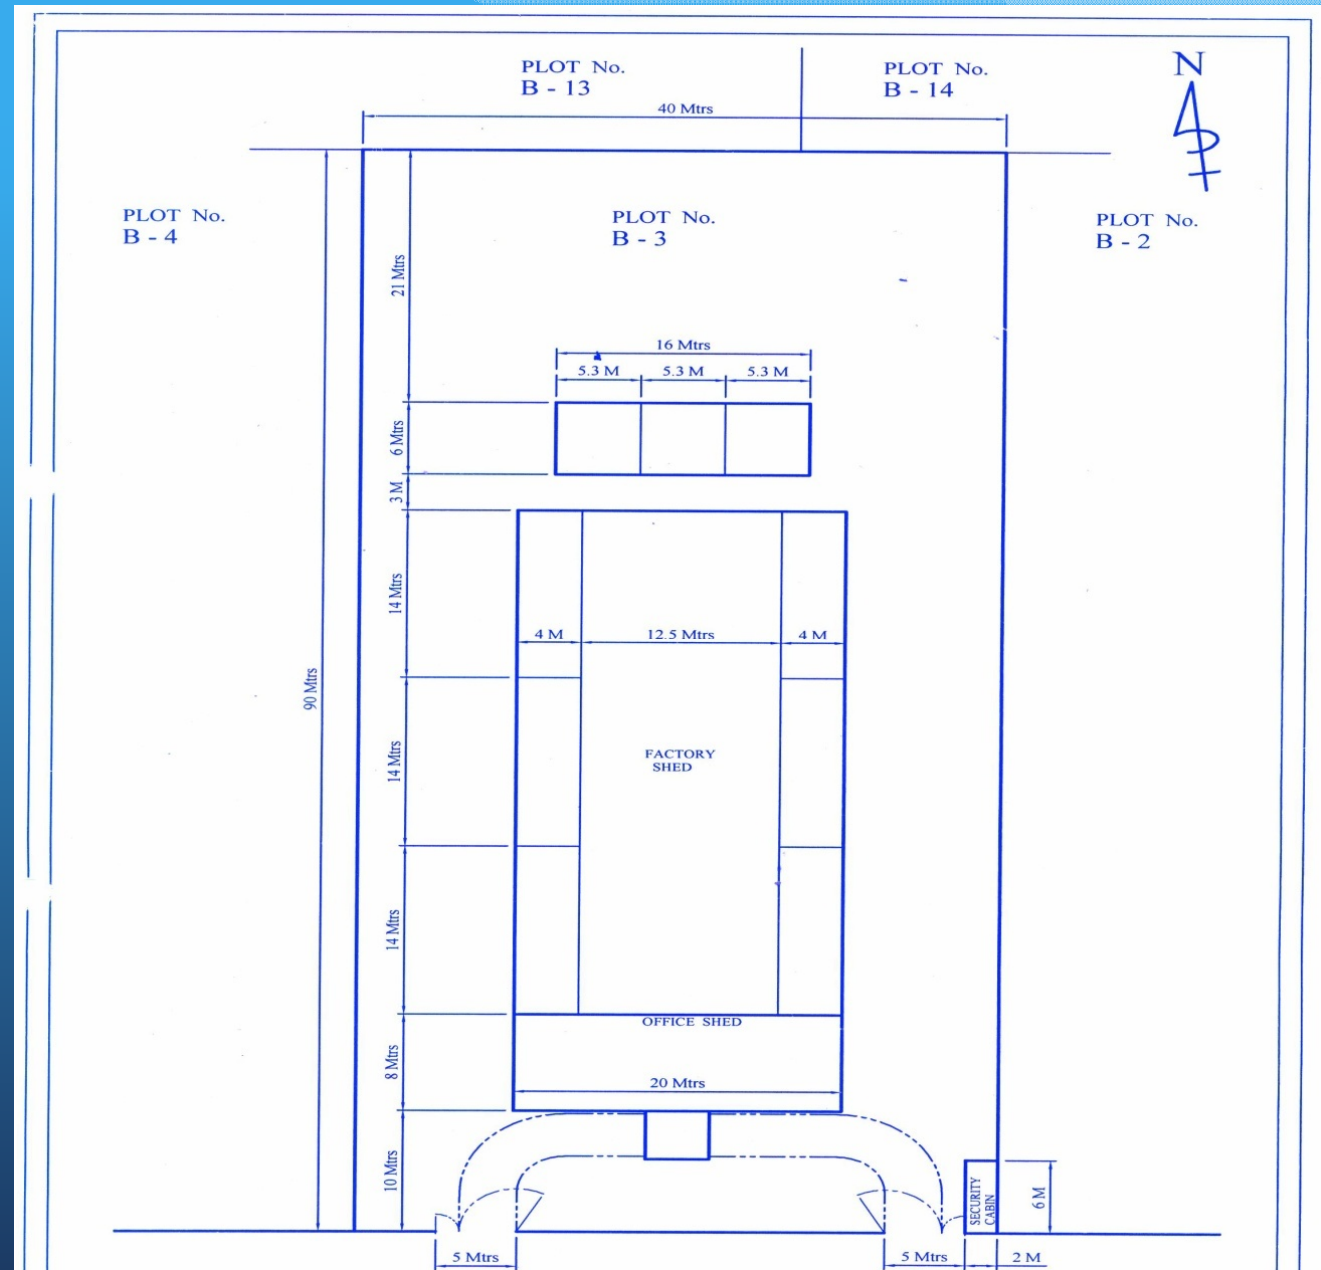 PLOT No.
B - 13
PLOT No.
B - 14
N
40 Mtrs
PLOT No.
B - 4
PLOT No.
B - 3
PLOT No.
B - 2
21 Mtrs
16 Mtrs
5.3 M
5.3 M
5.3 M
6 Mtrs
3 M
14 Mtrs
4 M
12.5 Mtrs
4 M
90 Mtrs
14 Mtrs
FACTORY
SHED
14 Mtrs
OFFICE SHED
8 Mtrs
20 Mtrs
10 Mtrs
SECURITY
CABIN
6 M
5 Mtrs
5 Mtrs
2 M